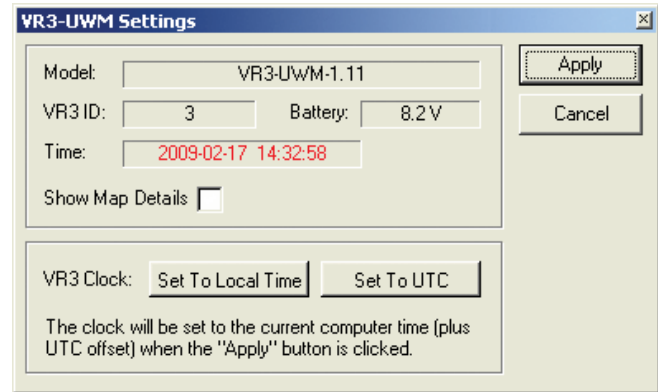 VR3-UWM Settings
Model: VR3-UWM-1.11
VR3 ID: 3 Battery: 8.2 V
Time: 2009-02-17 14:32:58
Show Map Details
Apply
Cancel
VR3 Clock: Set To Local Time Set To UTC
The clock will be set to the current computer time (plus
UTC offset) when the "Apply" button is clicked.